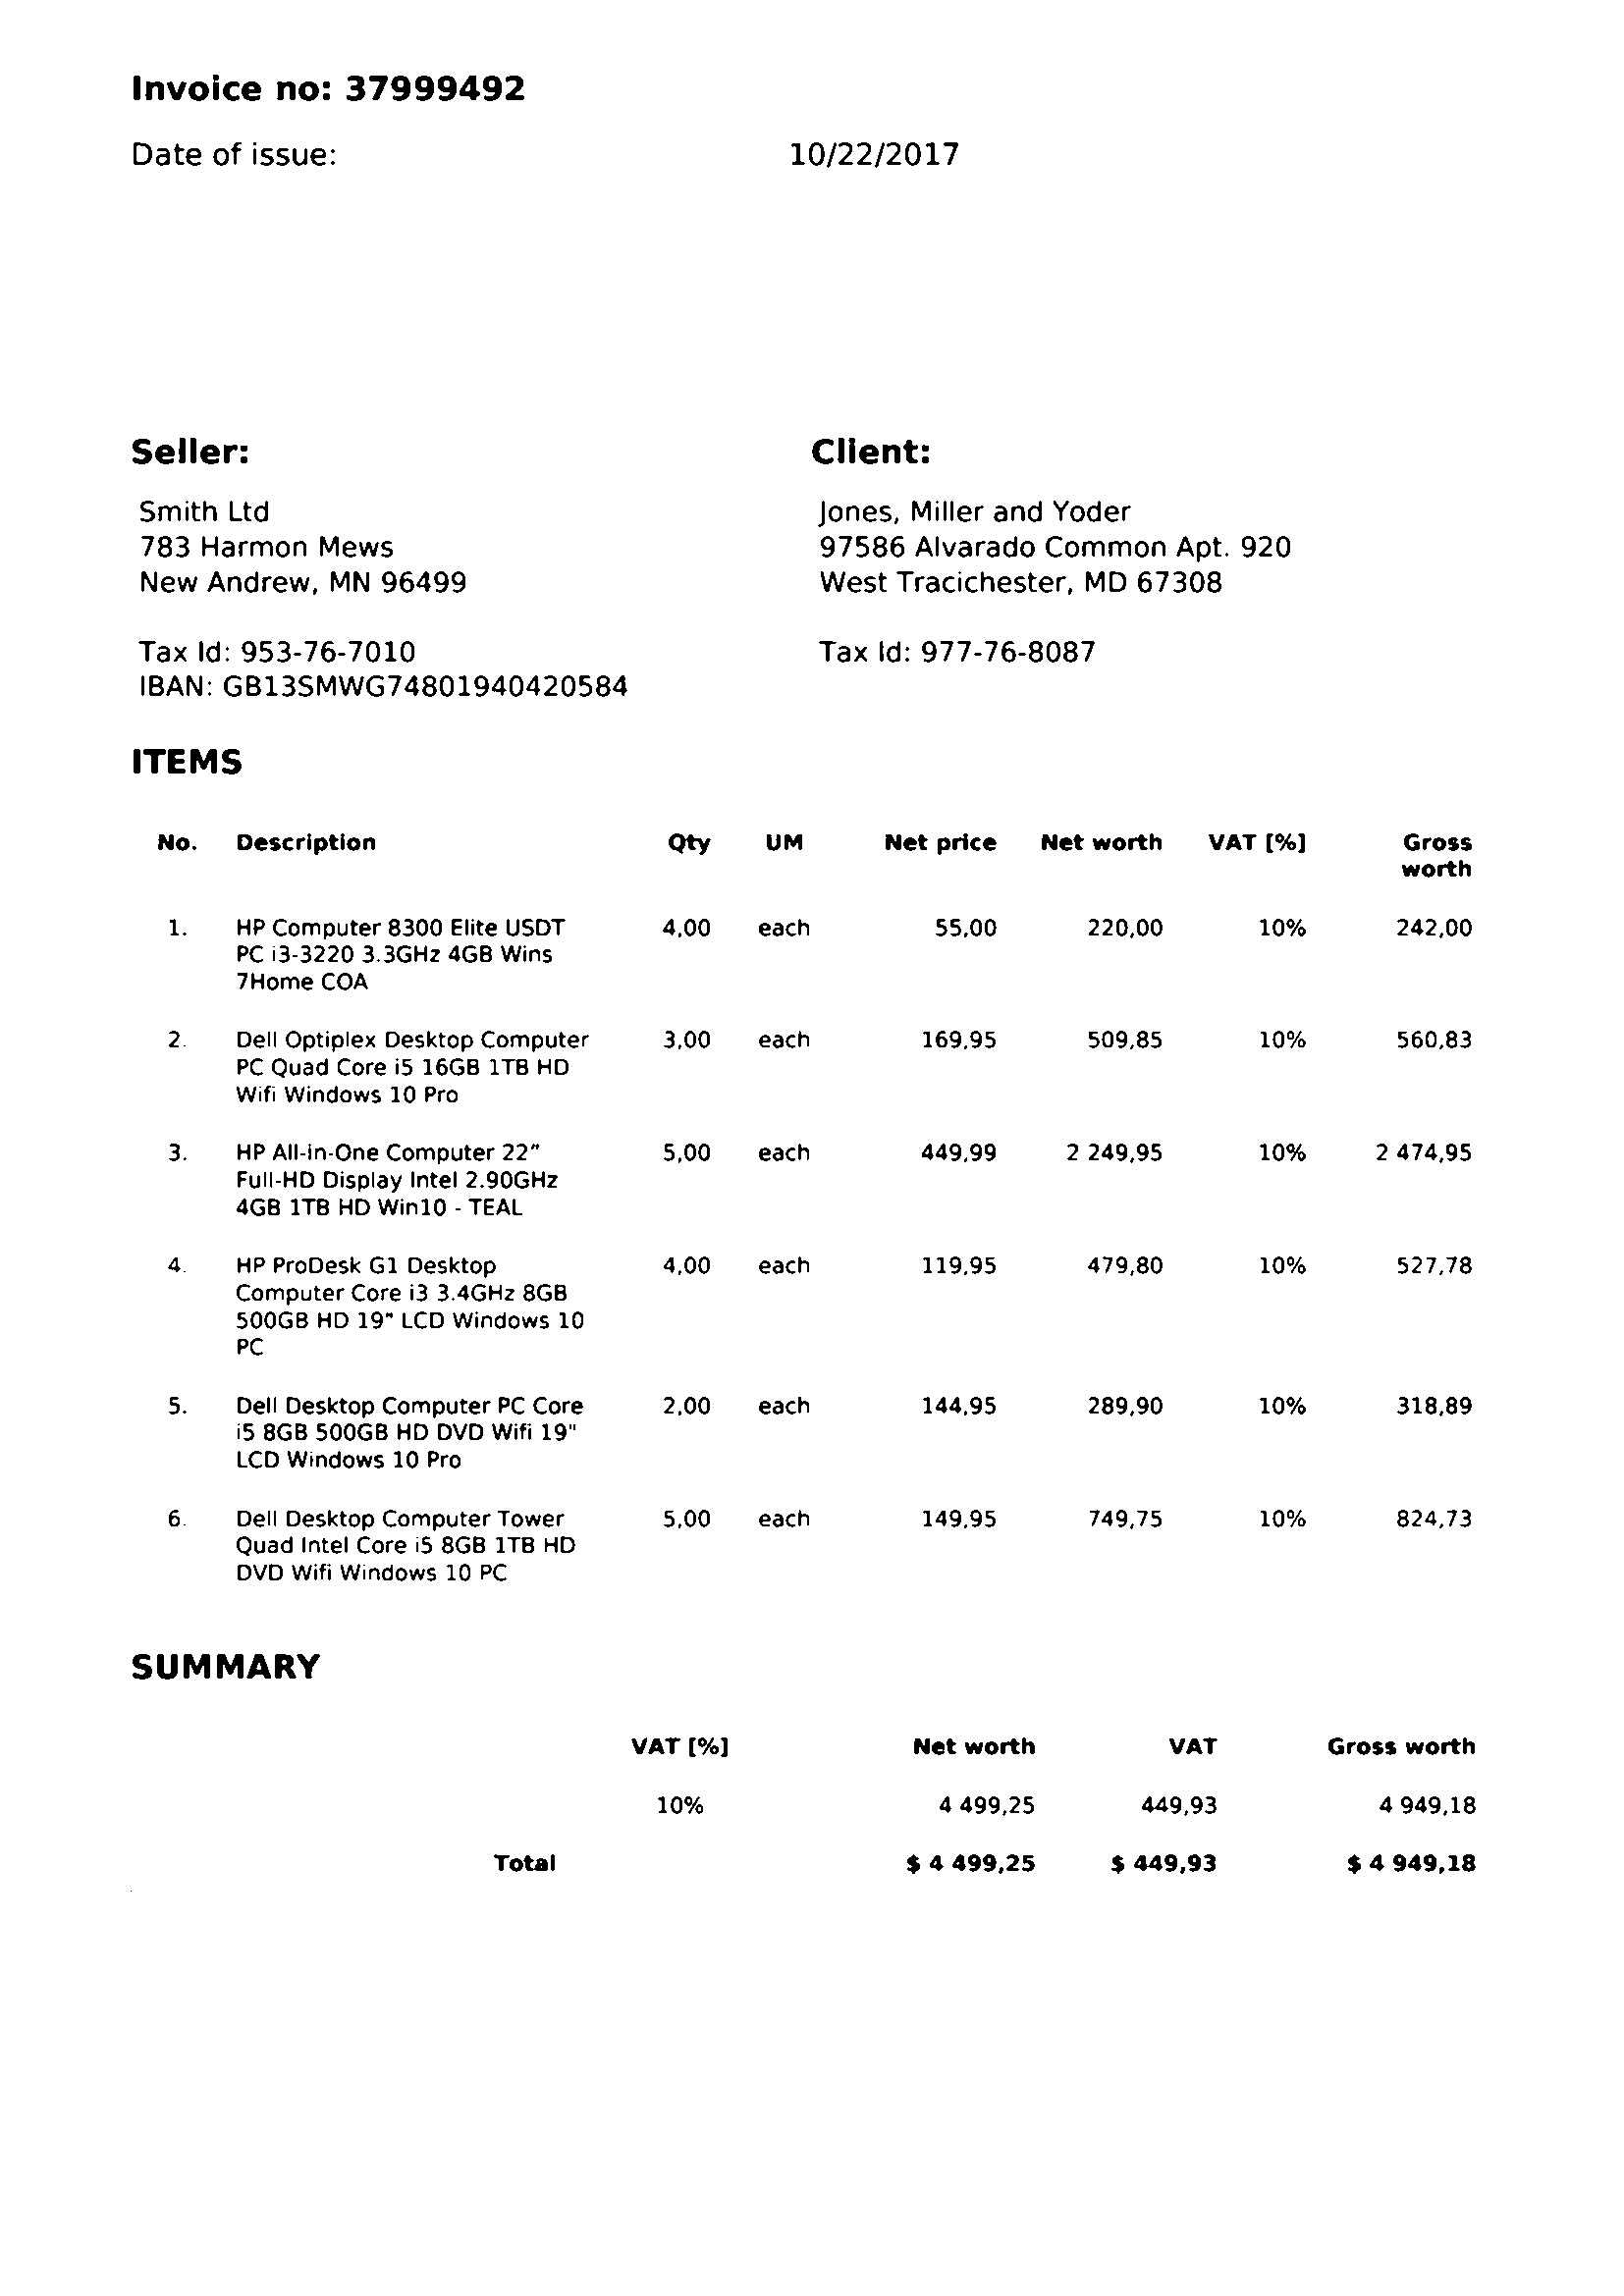 Invoice no: 37999492
Date of issue: 10/22/2017
Seller: Client:
Smith Ltd Jones, Miller and Yoder
783 Harmon Mews 97586 Alvarado Common Apt. 920
New Andrew, MN 96499 West Tracichester, MD 67308
Tax Id: 953-76-7010 Tax Id: 977-76-8087
IBAN: GB13SMWG74801940420584
ITEMS
No. Description Qty UM Net price Net worth VAT [%] Gross
worth
1. HP Computer 8300 Elite USDT 4,00 each 55,00 220,00 10% 242,00
PC i3-3220 3.3GHz 4GB Wins
7Home COA
2. Dell Optiplex Desktop Computer 3,00 each 169,95 509,85 10% 560,83
PC Quad Core i5 16GB 1TB HD
Wifi Windows 10 Pro
3. HP All-in-One Computer 22" 5,00 each 449,99 2 249,95 10% 2 474,95
Full-HD Display Intel 2.90GHz
4GB 1TB HD Win10 - TEAL
4. HP ProDesk G1 Desktop 4,00 each 119,95 479,80 10% 527,78
Computer Core i3 3.4GHz 8GB
500GB HD 19" LCD Windows 10
PC
5. Dell Desktop Computer PC Core 2,00 each 144,95 289,90 10% 318,89
i5 8GB 500GB HD DVD Wifi 19"
LCD Windows 10 Pro
6. Dell Desktop Computer Tower 5,00 each 149,95 749,75 10% 824,73
Quad Intel Core i5 8GB 1TB HD
DVD Wifi Windows 10 PC
SUMMARY
VAT [%] Net worth VAT Gross worth
10% 4 499,25 449,93 4 949,18
Total $ 4 499,25 $ 449,93 $ 4 949,18